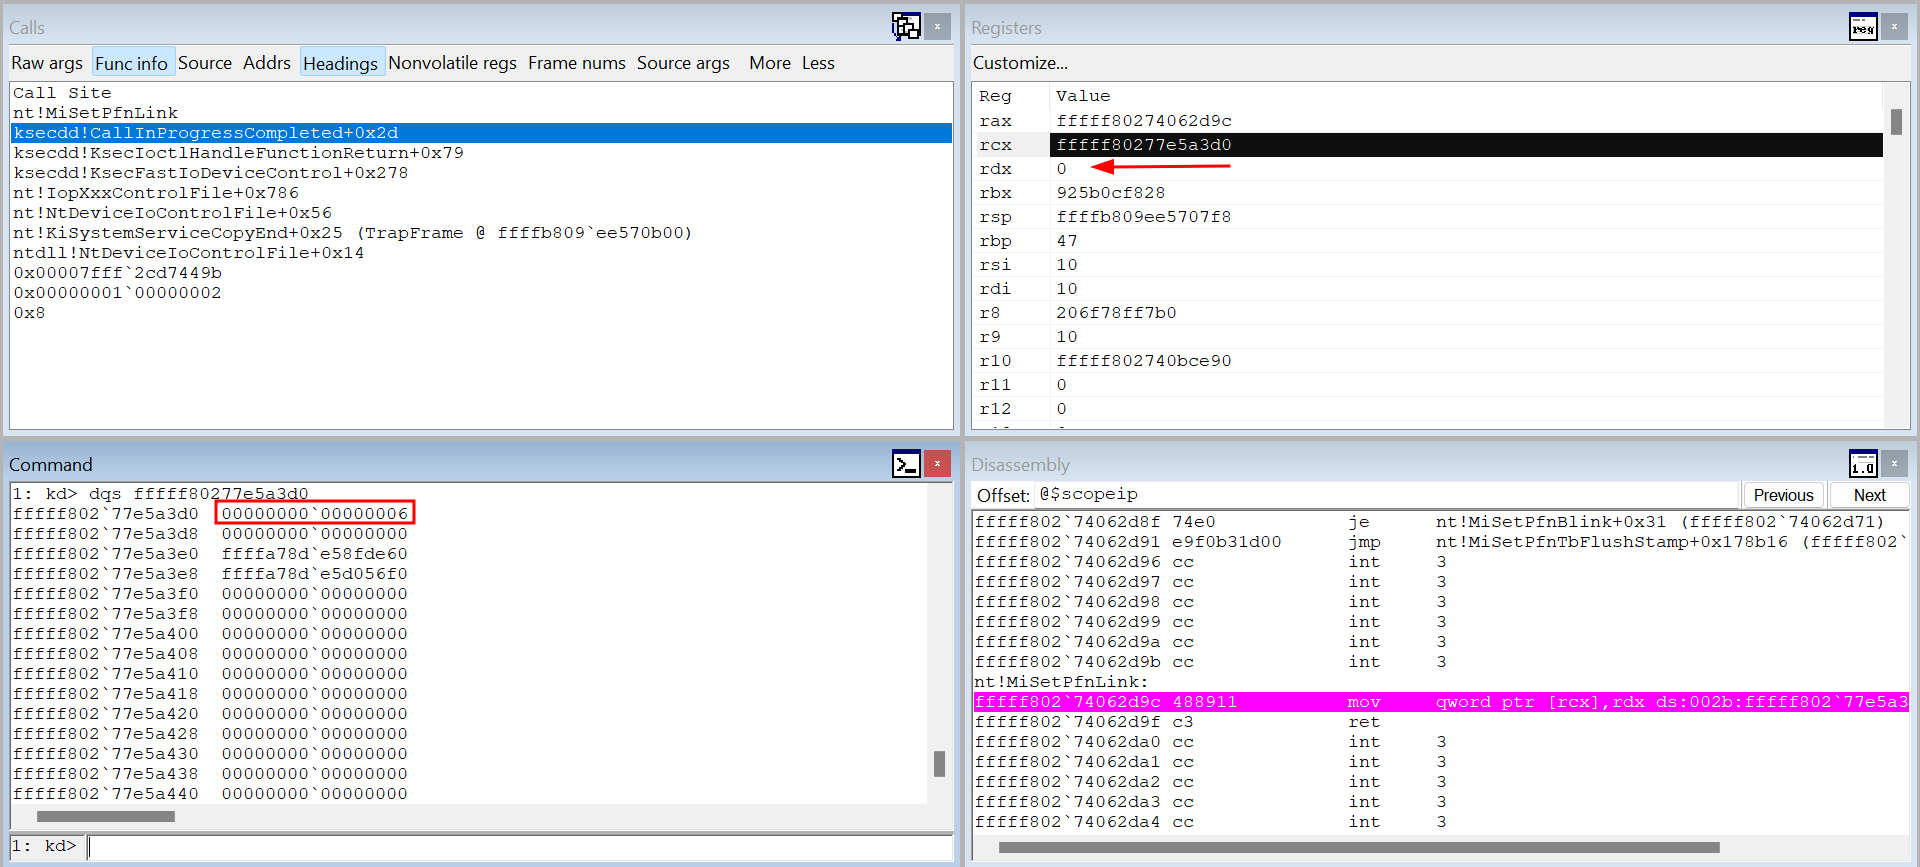 Calls
Raw args Func info Source Addrs Headings Nonvolatile regs Frame nums Source args More Less
Call Site
nt!MiSetPfnLink
ksecdd!CallInProgressCompleted+0x2d
ksecdd!KsecIoctlHandleFunctionReturn+0x79
ksecdd!KsecFastIoDeviceControl+0x278
nt!IopXxxControlFile+0x786
nt!NtDeviceIoControlFile+0x56
nt!KiSystemServiceCopyEnd+0x25 (TrapFrame @ ffffb809`ee570b00)
ntdll!NtDeviceIoControlFile+0x14
0x00007fff`2cd7449b
0x00000001`00000002
0x8
Registers
reg
Customize...
Reg Value
rax fffff80274062d9c
rcx fffff80277e5a3d0
rdx 0
rbx 925b0cf828
rsp ffffb809ee5707f8
rbp 47
rsi 10
rdi 10
r8 206f78ff7b0
r9 10
r10 fffff802740bce90
r11 0
r12 0
Command
1: kd> dqs fffff80277e5a3d0
fffff802`77e5a3d0 00000000`00000006
fffff802`77e5a3d8 00000000`00000000
fffff802`77e5a3e0 ffffa78d`e58fde60
fffff802`77e5a3e8 ffffa78d`e5d056f0
fffff802`77e5a3f0 00000000`00000000
fffff802`77e5a3f8 00000000`00000000
fffff802`77e5a400 00000000`00000000
fffff802`77e5a408 00000000`00000000
fffff802`77e5a410 00000000`00000000
fffff802`77e5a418 00000000`00000000
fffff802`77e5a420 00000000`00000000
fffff802`77e5a428 00000000`00000000
fffff802`77e5a430 00000000`00000000
fffff802`77e5a438 00000000`00000000
fffff802`77e5a440 00000000`00000000
1: kd>
Disassembly
1.0
Offset: @$scopeip Previous Next
fffff802`74062d8f 74e0 je nt!MiSetPfnBlink+0x31 (fffff802`74062d71)
fffff802`74062d91 e9f0b31d00 jmp nt!MiSetPfnTbFlushStamp+0x178b16 (fffff802`
fffff802`74062d96 cc int 3
fffff802`74062d97 cc int 3
fffff802`74062d98 cc int 3
fffff802`74062d99 cc int 3
fffff802`74062d9a cc int 3
fffff802`74062d9b cc int 3
nt!MiSetPfnLink:
fffff802`74062d9c 488911 mov qword ptr [rcx],rdx ds:002b:fffff802`77e5a3
fffff802`74062d9f c3 ret
fffff802`74062da0 cc int 3
fffff802`74062da1 cc int 3
fffff802`74062da2 cc int 3
fffff802`74062da3 cc int 3
fffff802`74062da4 cc int 3